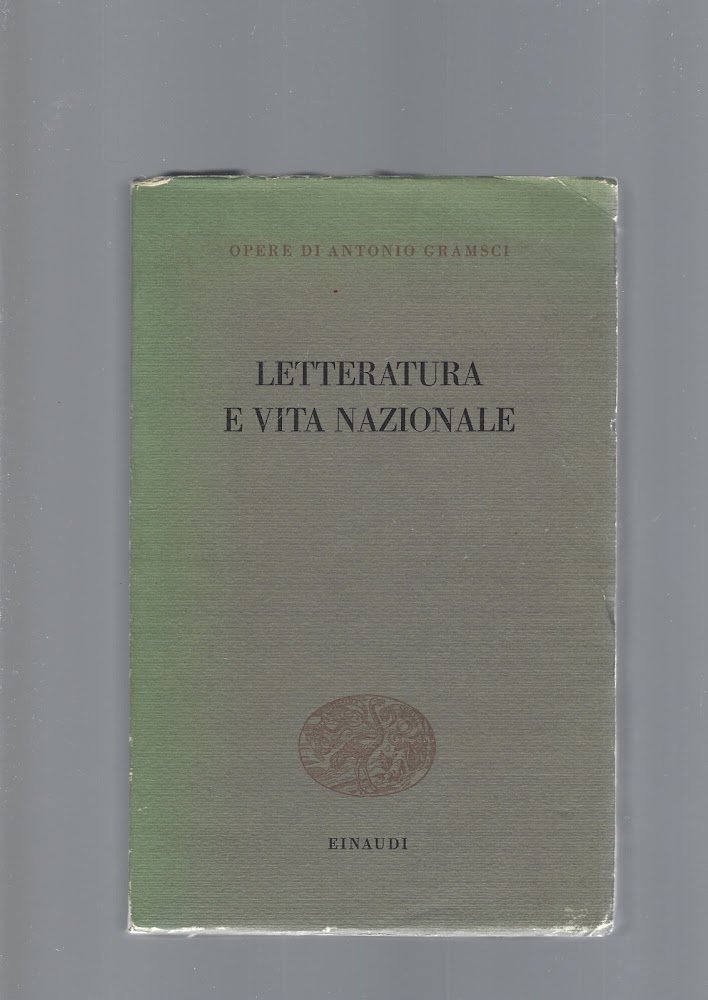 OPERE DI ANTONIO GRAMSCI
LETTERATURA
E VITA NAZIONALE
EINAUDI